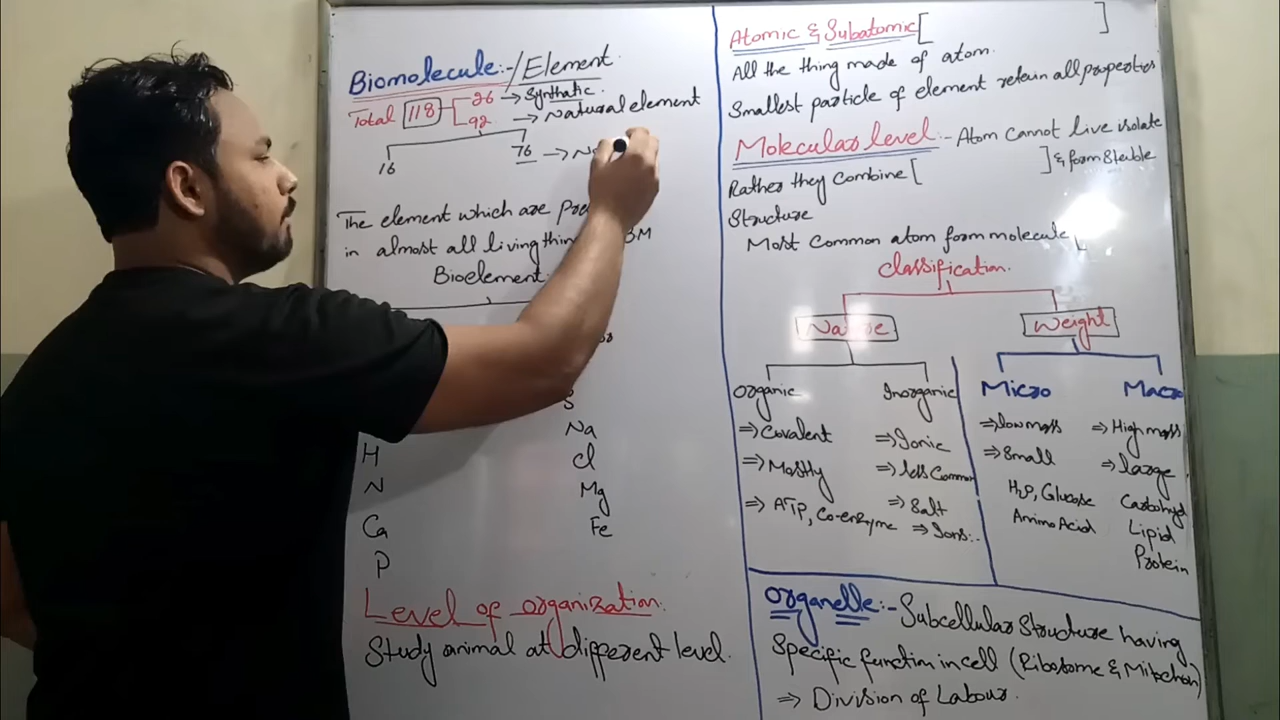 Biomolecule:-/Element
Total 118 26 → Synthatic.
92 → Natural element
16 76 →
The element which are
in almost all living thing BM
Bioelement:
S
Na
H Cl
N Mg
Ca Fe
P
Level of organization
Study animal at different level.
Atomic & Subatomic [ ]
All the thing made of atom.
Smallest particle of element retain all properties
Molecular level:- Atom cannot live isolate
Rather they combine [ ] & form Stable
Structure
Most Common atom form molecule
classification.
Nature Weight
Organic Inorganic Micro Macro
⇒ Covalent ⇒ Ionic ⇒ low mass ⇒ High mass
⇒ Mostly ⇒ less Common ⇒ Small ⇒ large
⇒ ATP, Co-enzyme ⇒ Salt H₂O, Glucose Carbohyd
⇒ Ions:- Amino Acid Lipid
Protein
Organelle:- Subcellular Structure having
Specific function in cell (Ribosome & Mitochon)
⇒ Division of Labour.